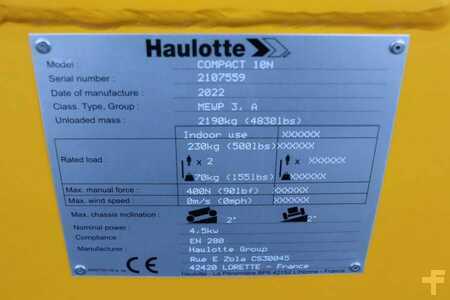 Haulotte
Model : COMPACT 10N
Serial number : 2107559
Date of manufacture : 2022
Class. Type, Group : MEWP 3, A
Unloaded mass : 2190kg (4830lbs)
Indoor use XXXXXX
Rated load 230kg (500lbs) XXXXXX
x 2 x XXXXXX
70kg (155lbs) XXXXXX
Max. manual force : 400N (90lbf) XXXXXX
Max. wind speed 0m/s (0mph) XXXXXX
Max. chassis inclination : 2° 2°
Nominal power : 4.5kw
Compliance EN 280
Manufacturer : Haulotte Group
Rue E Zola CS30045
42420 LORETTE - France
CE